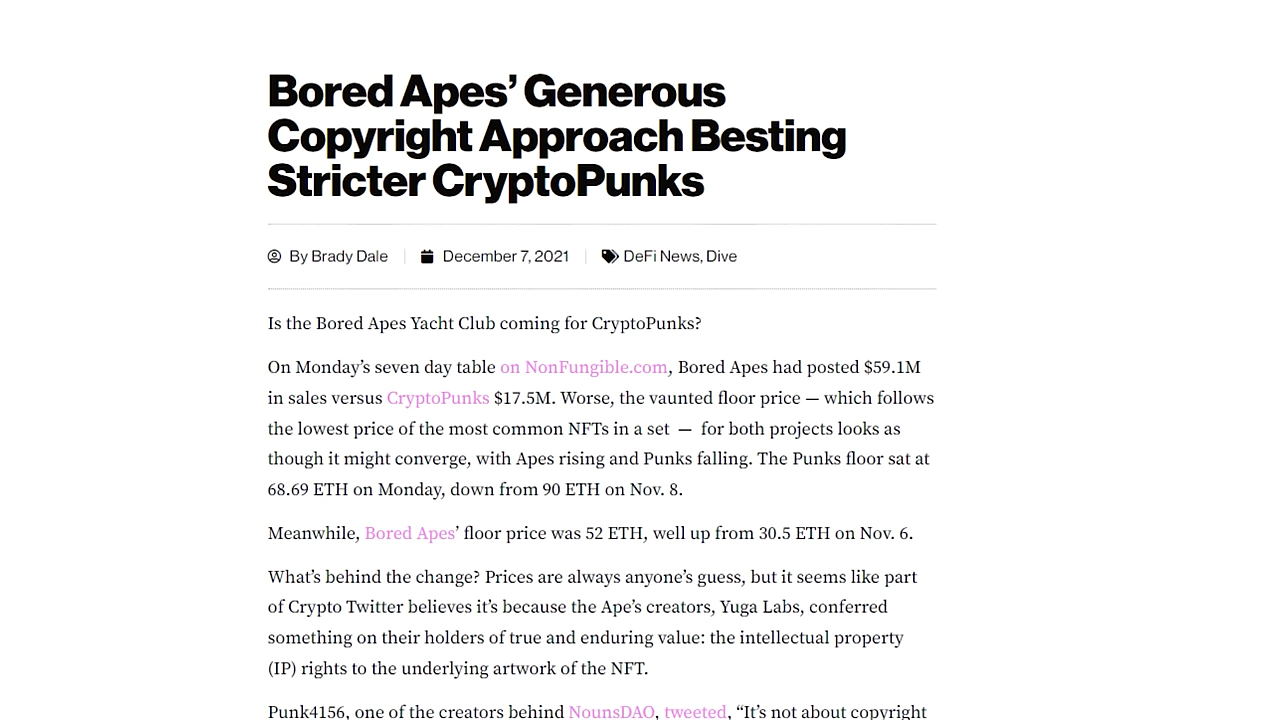 Bored Apes’ Generous
Copyright Approach Besting
Stricter CryptoPunks
By Brady Dale December 7, 2021 DeFi News, Dive
Is the Bored Apes Yacht Club coming for CryptoPunks?
On Monday’s seven day table on NonFungible.com, Bored Apes had posted $59.1M
in sales versus CryptoPunks $17.5M. Worse, the vaunted floor price — which follows
the lowest price of the most common NFTs in a set — for both projects looks as
though it might converge, with Apes rising and Punks falling. The Punks floor sat at
68.69 ETH on Monday, down from 90 ETH on Nov. 8.
Meanwhile, Bored Apes’ floor price was 52 ETH, well up from 30.5 ETH on Nov. 6.
What’s behind the change? Prices are always anyone’s guess, but it seems like part
of Crypto Twitter believes it’s because the Ape’s creators, Yuga Labs, conferred
something on their holders of true and enduring value: the intellectual property
(IP) rights to the underlying artwork of the NFT.
Punk4156, one of the creators behind NounsDAO, tweeted, “It’s not about copyright